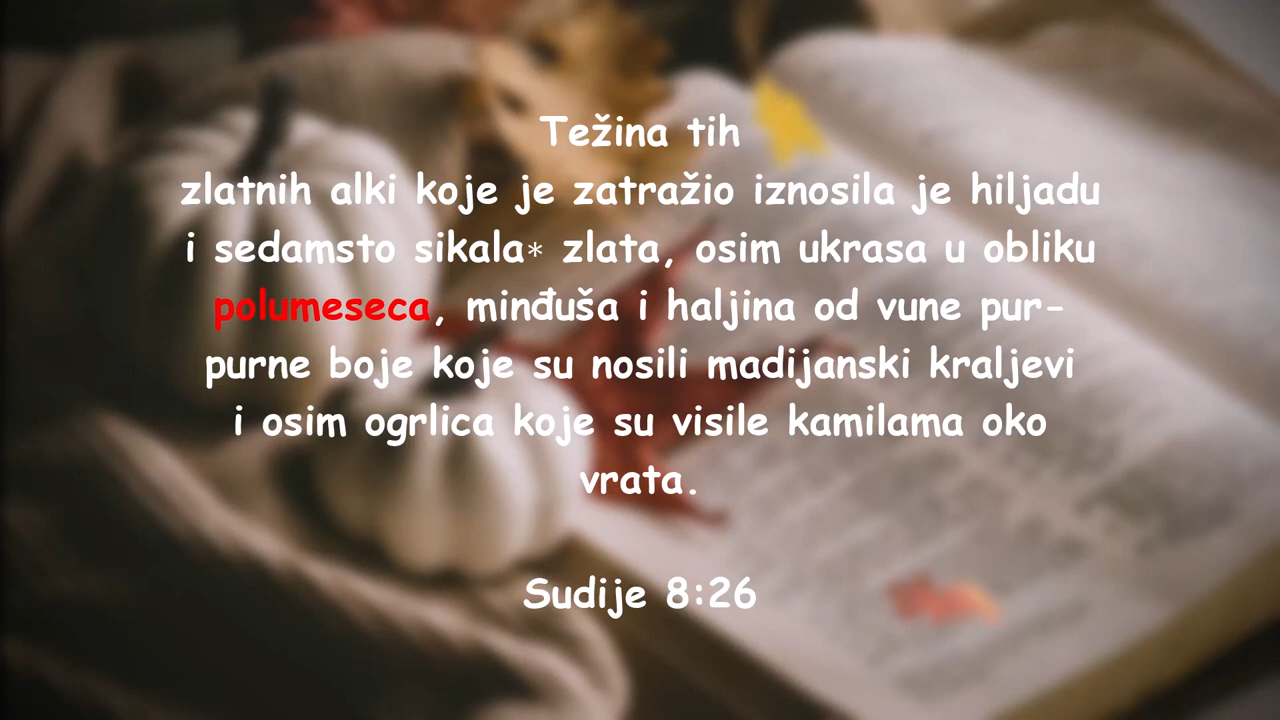 Težina tih
zlatnih alki koje je zatražio iznosila je hiljadu
i sedamsto sikala* zlata, osim ukrasa u obliku
polumeseca, minđuša i haljina od vune pur-
purne boje koje su nosili madijanski kraljevi
i osim ogrlica koje su visile kamilama oko
vrata.
Sudije 8:26